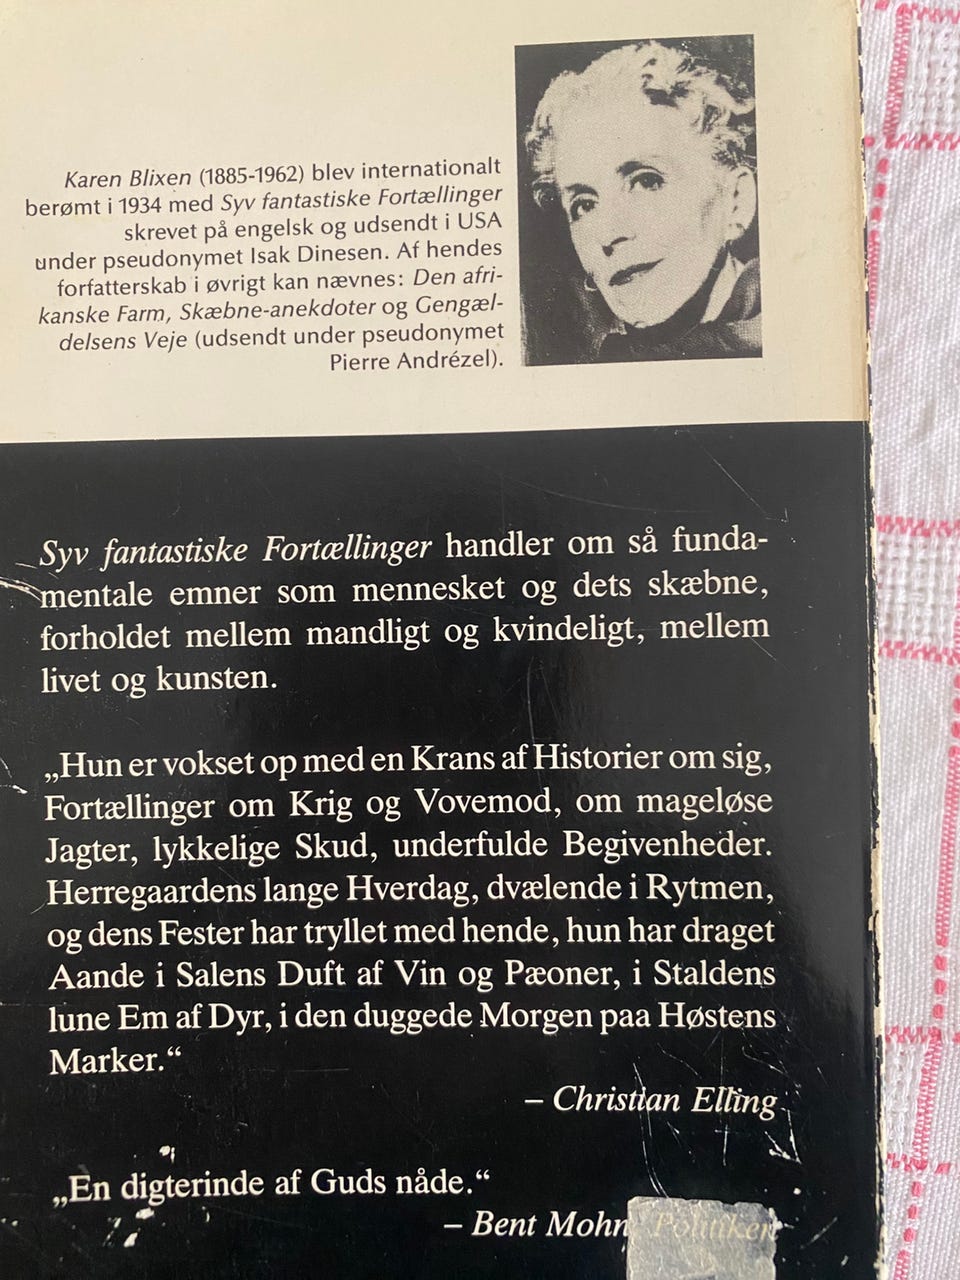 Karen Blixen (1885-1962) blev internationalt
berømt i 1934 med Syv fantastiske Fortællinger
skrevet på engelsk og udsendt i USA
under pseudonymet Isak Dinesen. Af hendes
forfatterskab i øvrigt kan nævnes: Den afri-
kanske Farm, Skæbne-anekdoter og Gengæl-
delsens Veje (udsendt under pseudonymet
Pierre Andrézel).
Syv fantastiske Fortællinger handler om så funda-
mentale emner som mennesket og dets skæbne,
forholdet mellem mandligt og kvindeligt, mellem
livet og kunsten.
„Hun er vokset op med en Krans af Historier om sig,
Fortællinger om Krig og Vovemod, om mageløse
Jagter, lykkelige Skud, underfulde Begivenheder.
Herregaardens lange Hverdag, dvælende i Rytmen,
og dens Fester har tryllet med hende, hun har draget
Aande i Salens Duft af Vin og Pæoner, i Staldens
lune Em af Dyr, i den duggede Morgen paa Høstens
Marker.“
– Christian Elling
„En digterinde af Guds nåde.“
– Bent Mohn Politiken